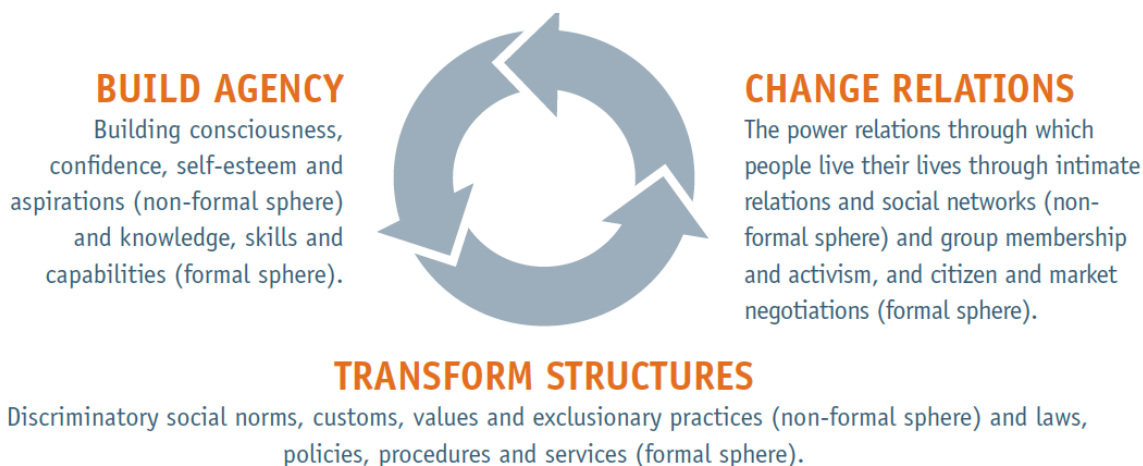 BUILD AGENCY
Building consciousness,
confidence, self-esteem and
aspirations (non-formal sphere)
and knowledge, skills and
capabilities (formal sphere).
CHANGE RELATIONS
The power relations through which
people live their lives through intimate
relations and social networks (non-
formal sphere) and group membership
and activism, and citizen and market
negotiations (formal sphere).
TRANSFORM STRUCTURES
Discriminatory social norms, customs, values and exclusionary practices (non-formal sphere) and laws,
policies, procedures and services (formal sphere).